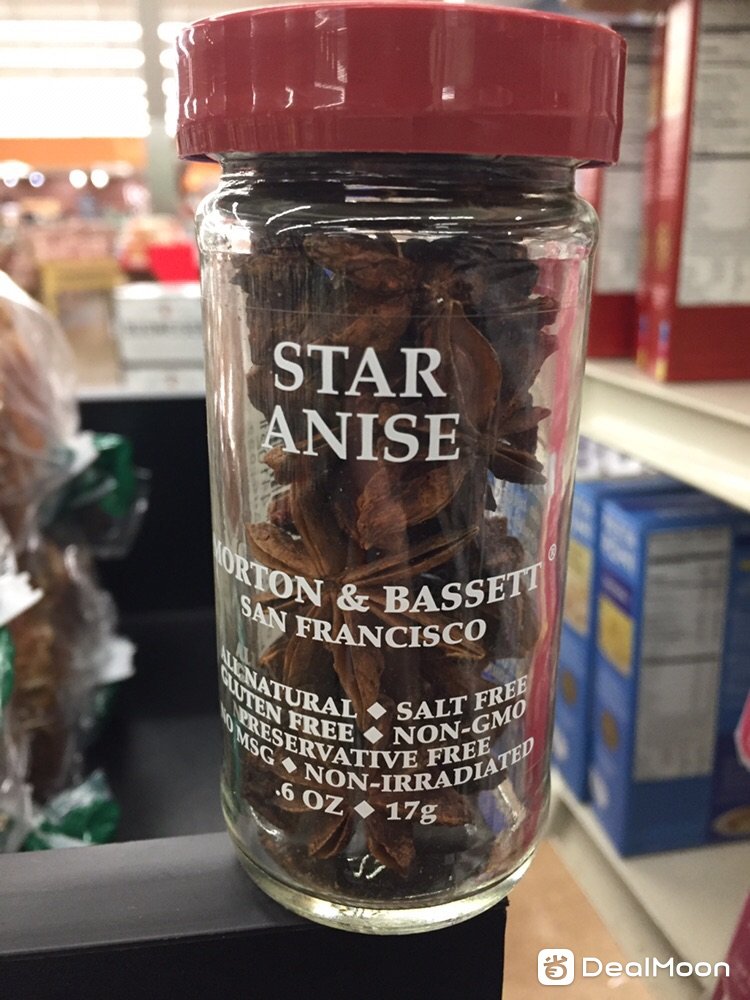 STAR
ANISE
MORTON & BASSETT®
SAN FRANCISCO
ALL NATURAL ◆ SALT FREE
GLUTEN FREE ◆ NON-GMO
PRESERVATIVE FREE
NO MSG ◆ NON-IRRADIATED
.6 OZ ◆ 17g
省 DealMoon